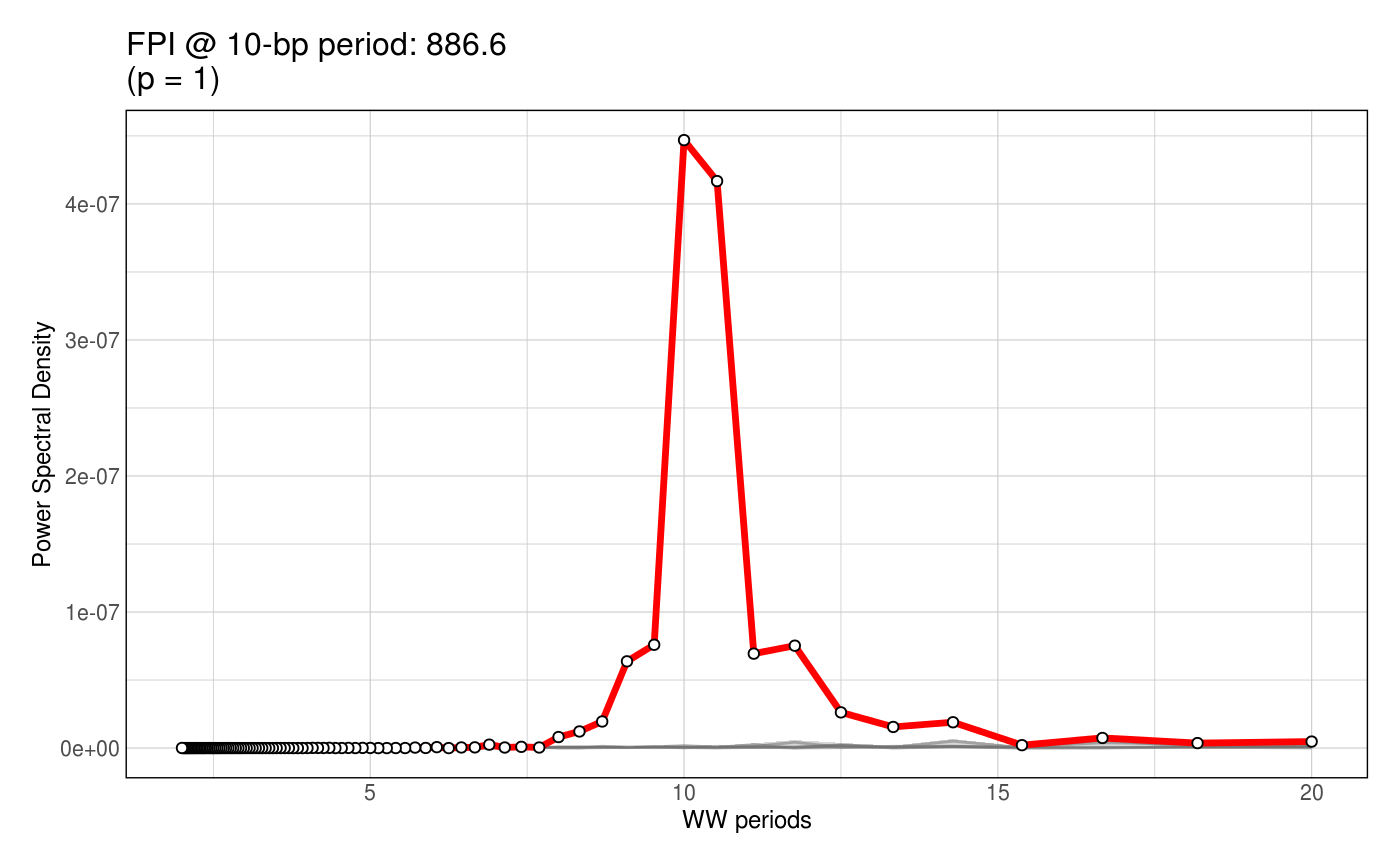 FPI @ 10-bp period: 886.6
(p = 1)
Power Spectral Density
4e-07
3e-07
2e-07
1e-07
0e+00
5
10
15
20
WW periods